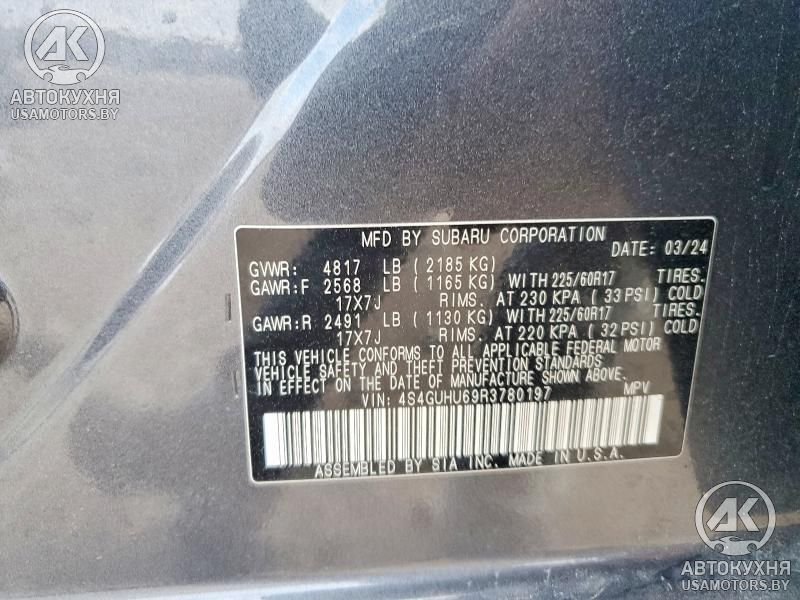 AK
АВТОКУХНЯ
USAMOTORS.BY
MFD BY SUBARU CORPORATION DATE: 03/24
GVWR: 4817 LB ( 2185 KG)
GAWR:F 2568 LB ( 1165 KG) WITH 225/60R17 TIRES.
17X7J RIMS. AT 230 KPA ( 33 PSI) COLD
GAWR:R 2491 LB ( 1130 KG) WITH 225/60R17 TIRES.
17X7J RIMS. AT 220 KPA ( 32 PSI) COLD
THIS VEHICLE CONFORMS TO ALL APPLICABLE FEDERAL MOTOR
VEHICLE SAFETY AND THEFT PREVENTION STANDARDS
IN EFFECT ON THE DATE OF MANUFACTURE SHOWN ABOVE.
VIN: 4S4GUHU69R3780197 MPV
ASSEMBLED BY SIA INC. MADE IN U.S.A.
AK
АВТОКУХНЯ
USAMOTORS.BY